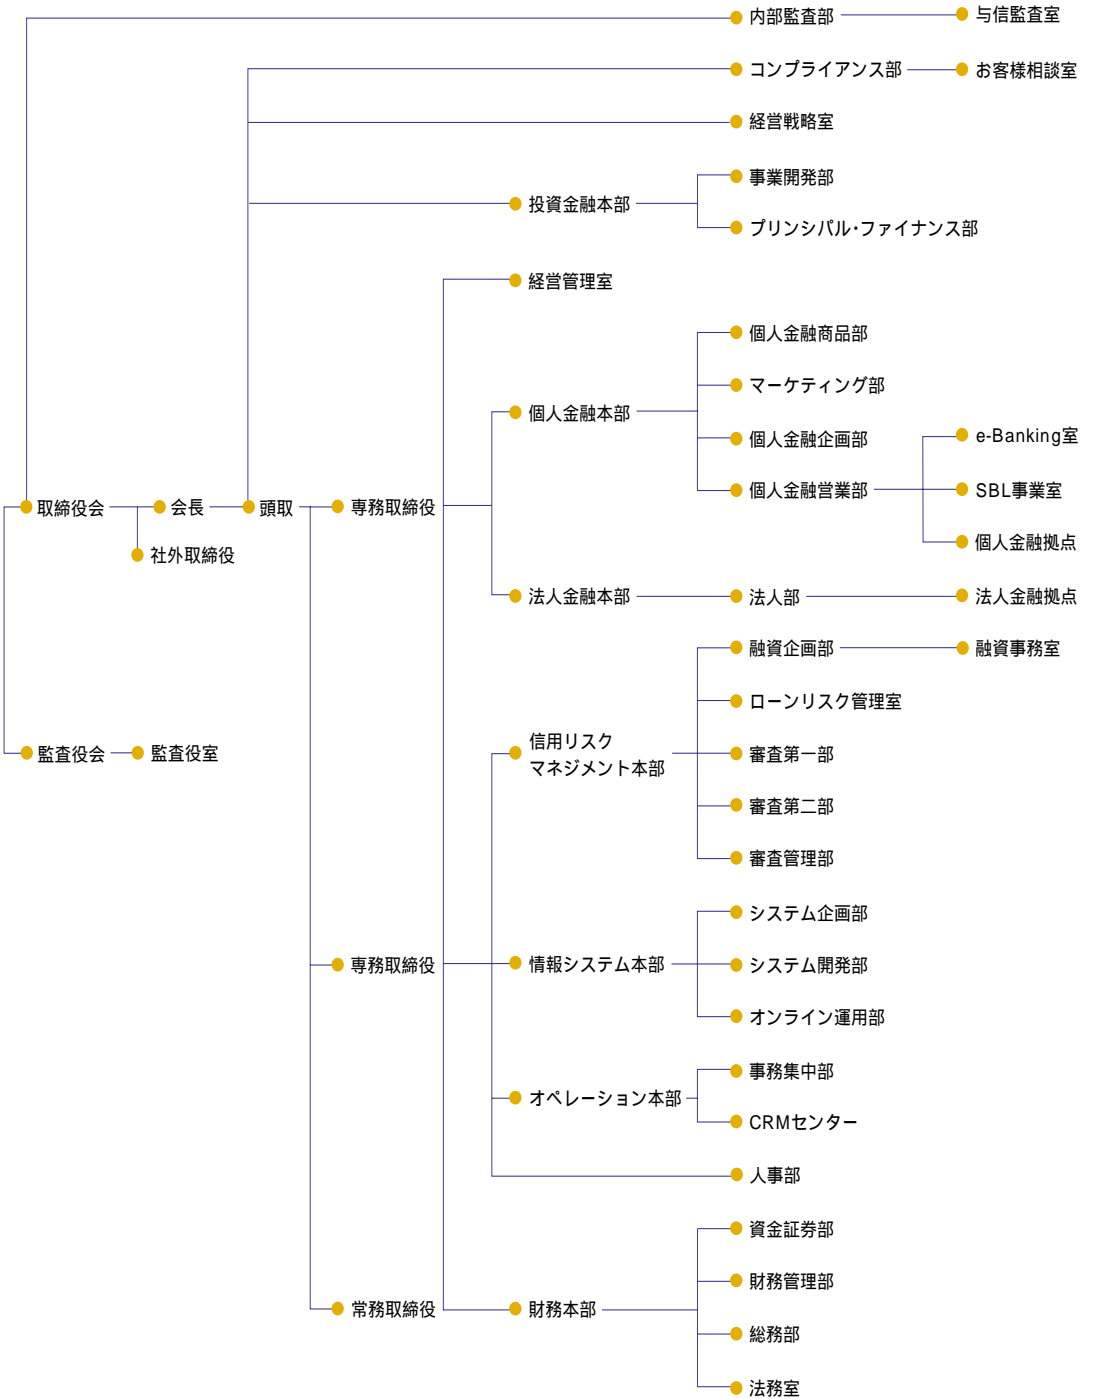 内部監査部
与信監査室
コンプライアンス部
お客様相談室
経営戦略室
事業開発部
投資金融本部
プリンシパル・ファイナンス部
経営管理室
個人金融商品部
マーケティング部
個人金融本部
個人金融企画部
e-Banking室
個人金融営業部
SBL事業室
取締役会
会長
頭取
専務取締役
個人金融拠点
社外取締役
法人金融本部
法人部
法人金融拠点
融資企画部
融資事務室
ローンリスク管理室
信用リスク
マネジメント本部
監査役会
監査役室
審査第一部
審査第二部
審査管理部
システム企画部
専務取締役
情報システム本部
システム開発部
オンライン運用部
事務集中部
オペレーション本部
CRMセンター
人事部
資金証券部
財務管理部
常務取締役
財務本部
総務部
法務室